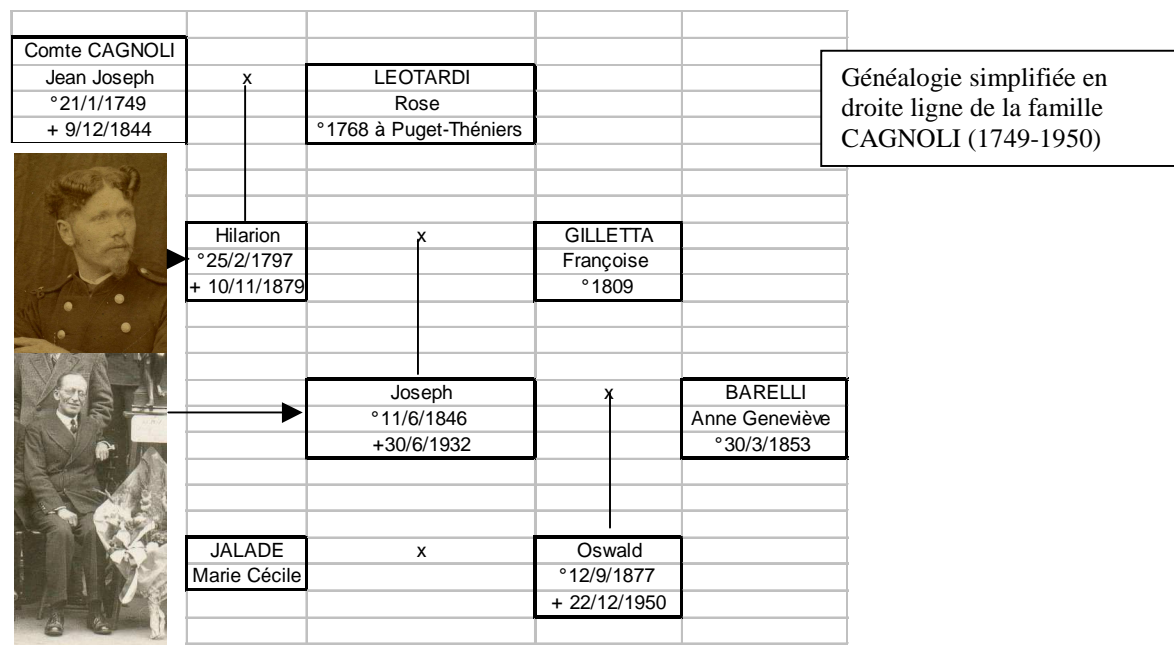 Comte CAGNOLI
Jean Joseph x LEOTARDI
°21/1/1749 Rose
+ 9/12/1844 °1768 à Puget-Théniers
Généalogie simplifiée en
droite ligne de la famille
CAGNOLI (1749-1950)
Hilarion x GILLETTA
°25/2/1797 Françoise
+ 10/11/1879 °1809
Joseph x BARELLI
°11/6/1846 Anne Geneviève
+30/6/1932 °30/3/1853
JALADE x Oswald
Marie Cécile °12/9/1877
+ 22/12/1950